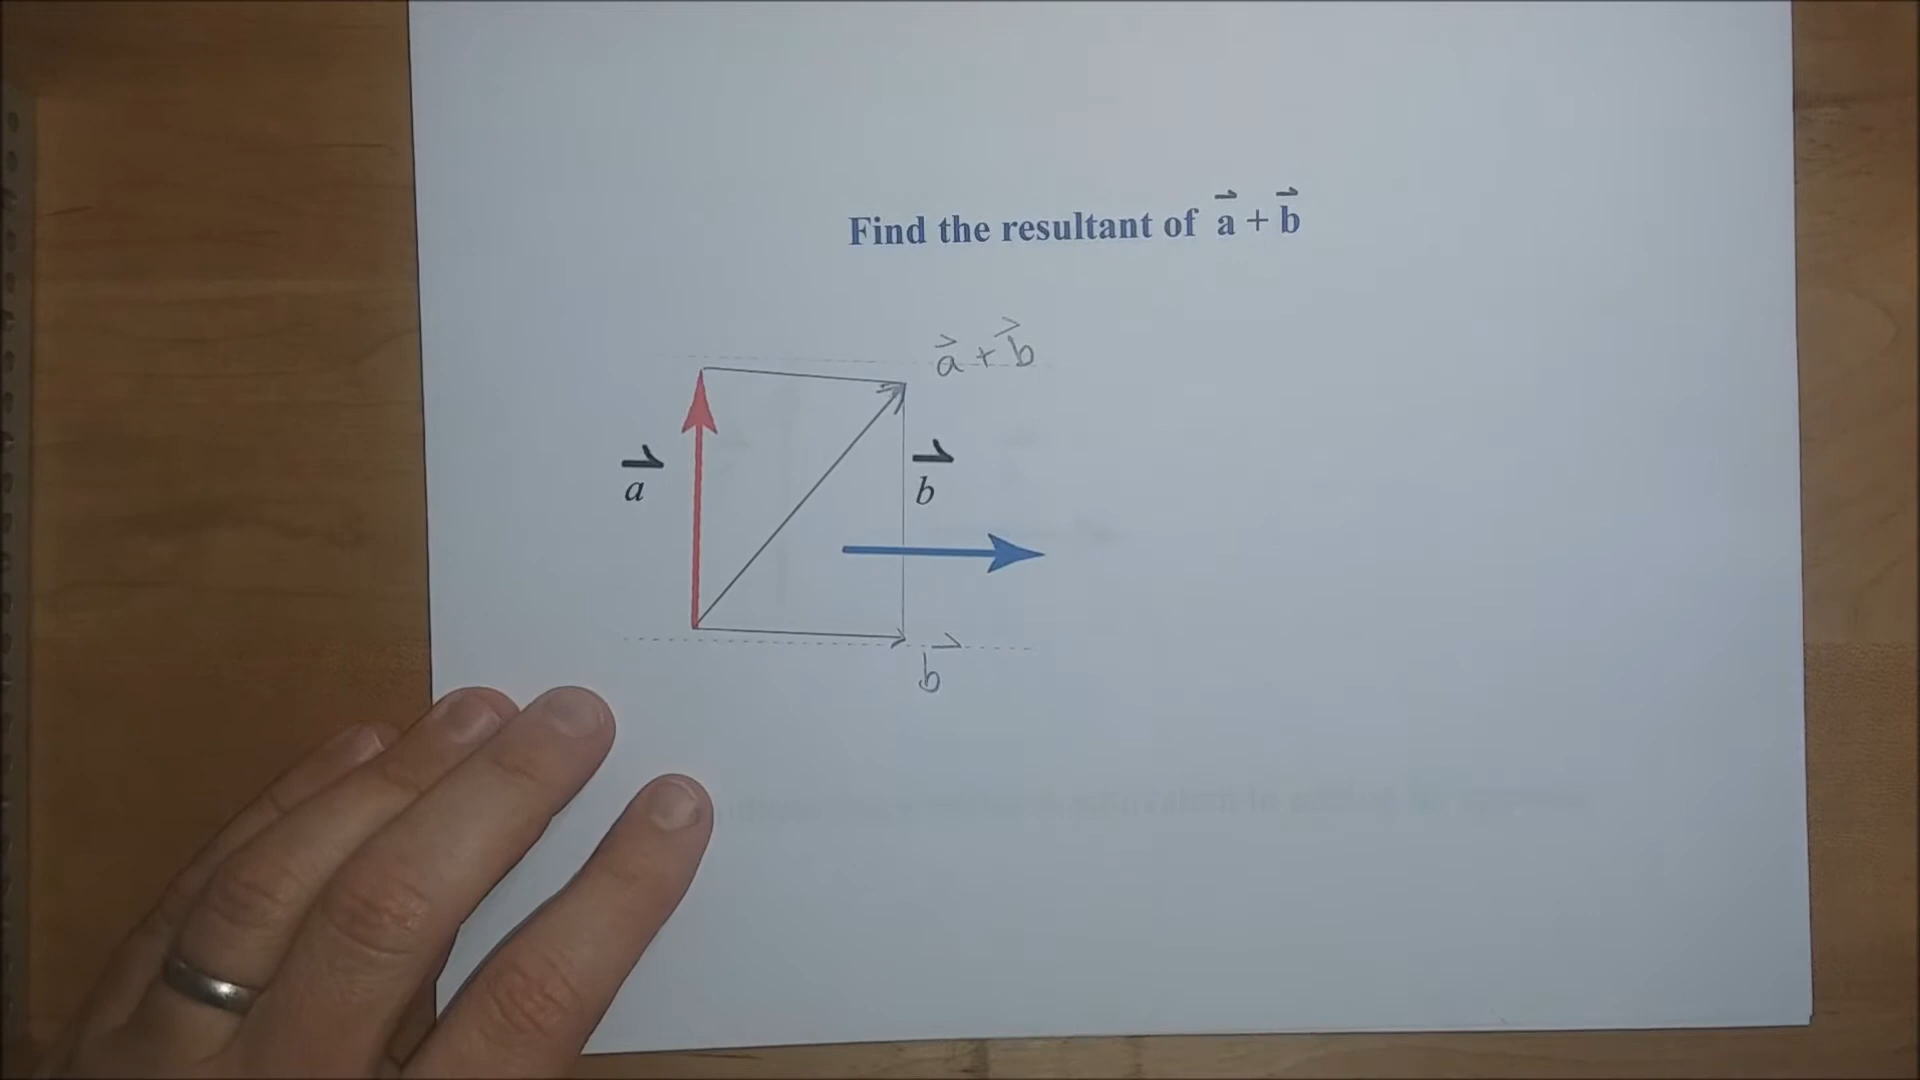 Find the resultant of a⃗ + b⃗
a⃗ + b⃗
a⃗
b⃗
b⃗